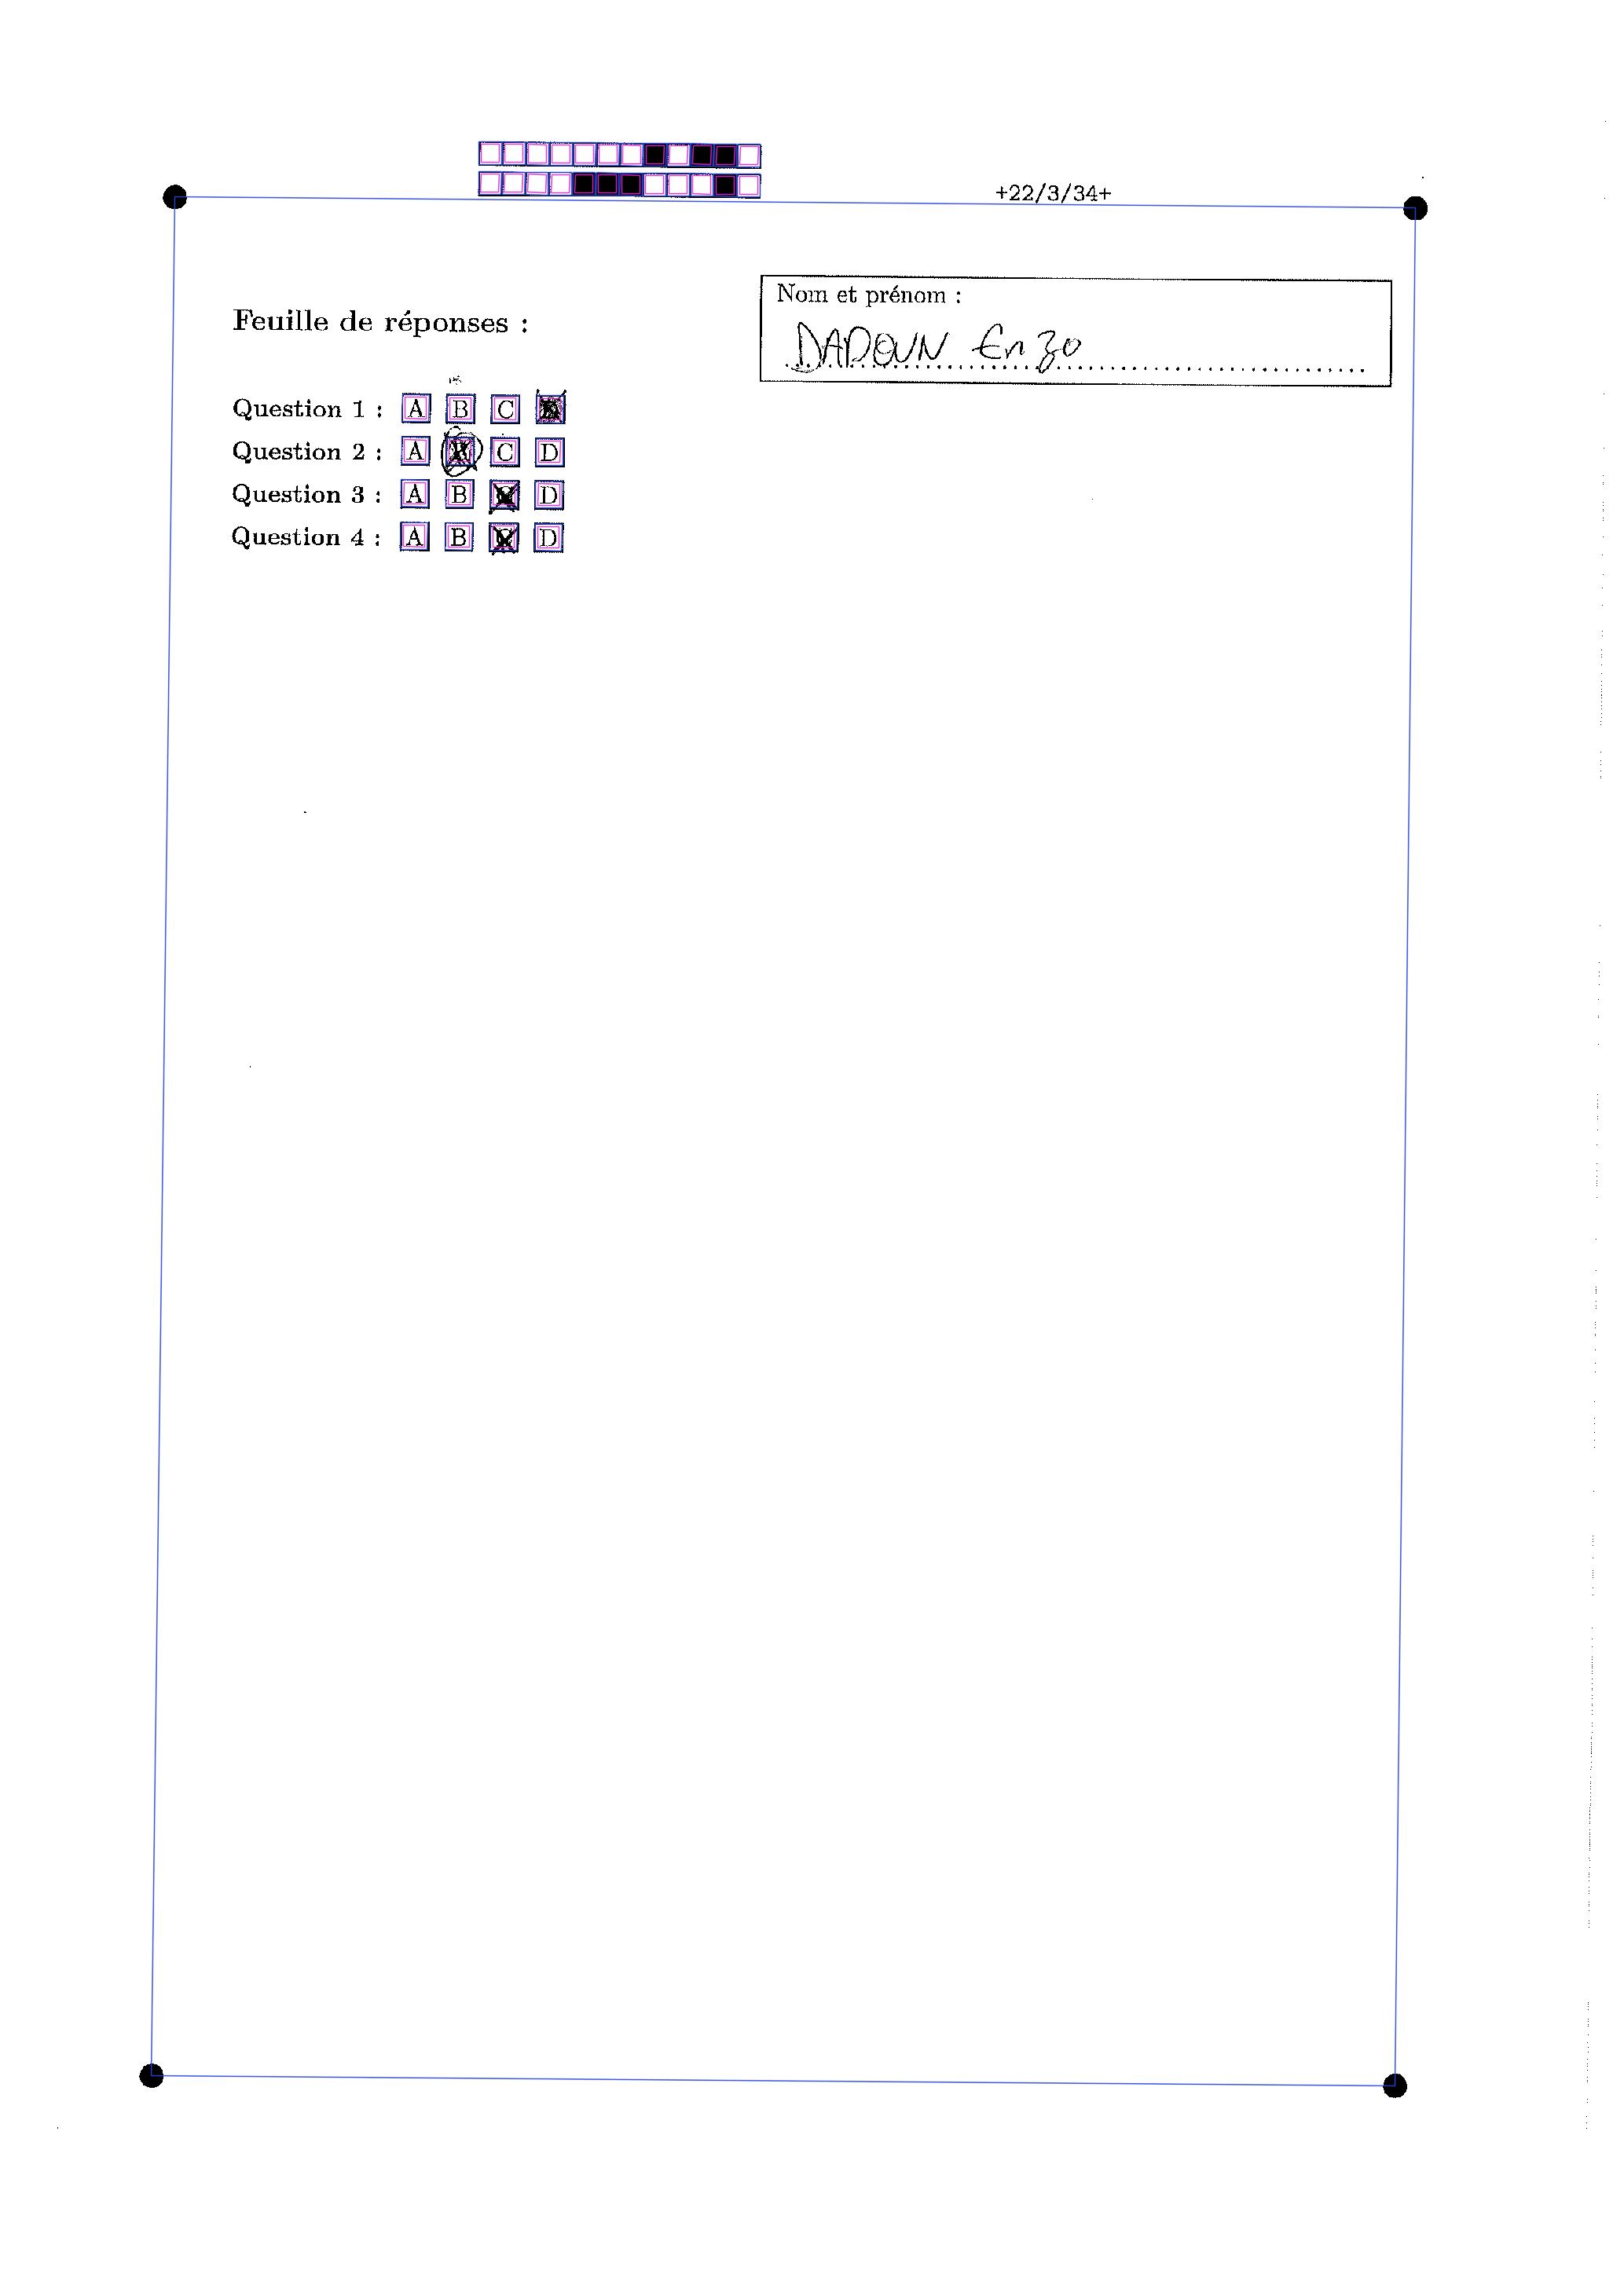 +22/3/34+
Nom et prénom :
DADOUN Enzo
Feuille de réponses :
Question 1 : A B C D
Question 2 : A B C D
Question 3 : A B C D
Question 4 : A B C D